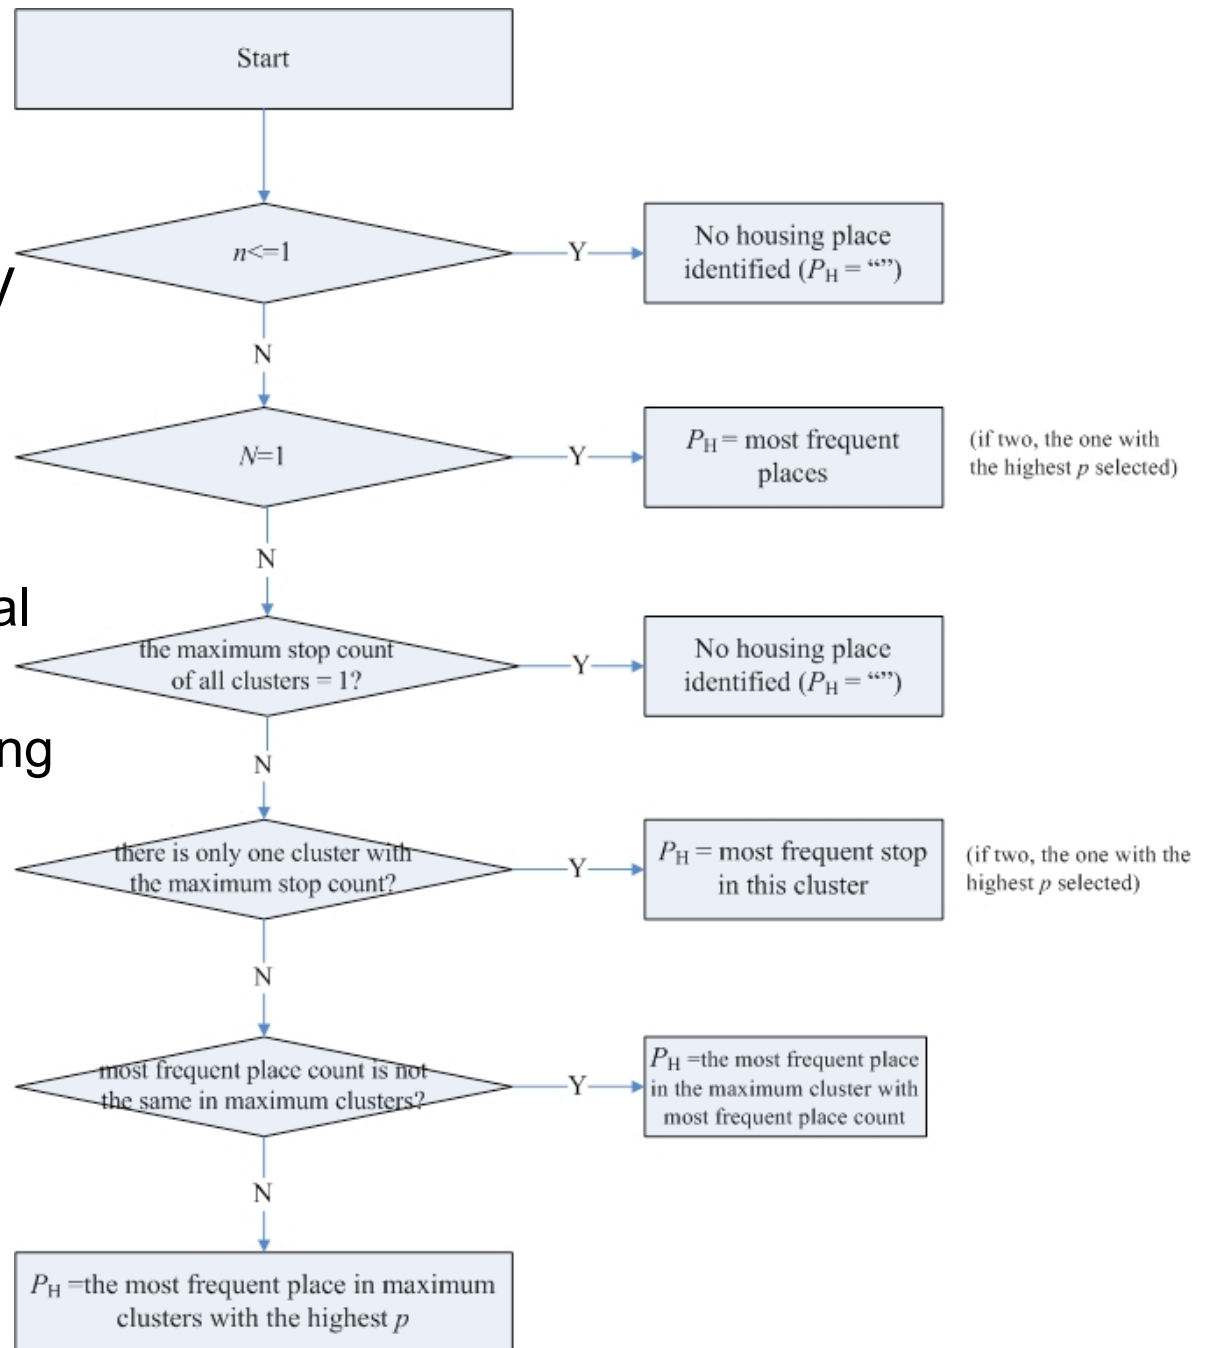 Start
n<=1
Y
No housing place
identified (PH = “”)
y
N
N=1
Y
PH = most frequent
places
(if two, the one with
the highest p selected)
N
al
the maximum stop count
of all clusters = 1?
Y
No housing place
identified (PH = “”)
ng
N
there is only one cluster with
the maximum stop count?
Y
PH = most frequent stop
in this cluster
(if two, the one with the
highest p selected)
N
most frequent place count is not
the same in maximum clusters?
Y
PH =the most frequent place
in the maximum cluster with
most frequent place count
N
PH =the most frequent place in maximum
clusters with the highest p